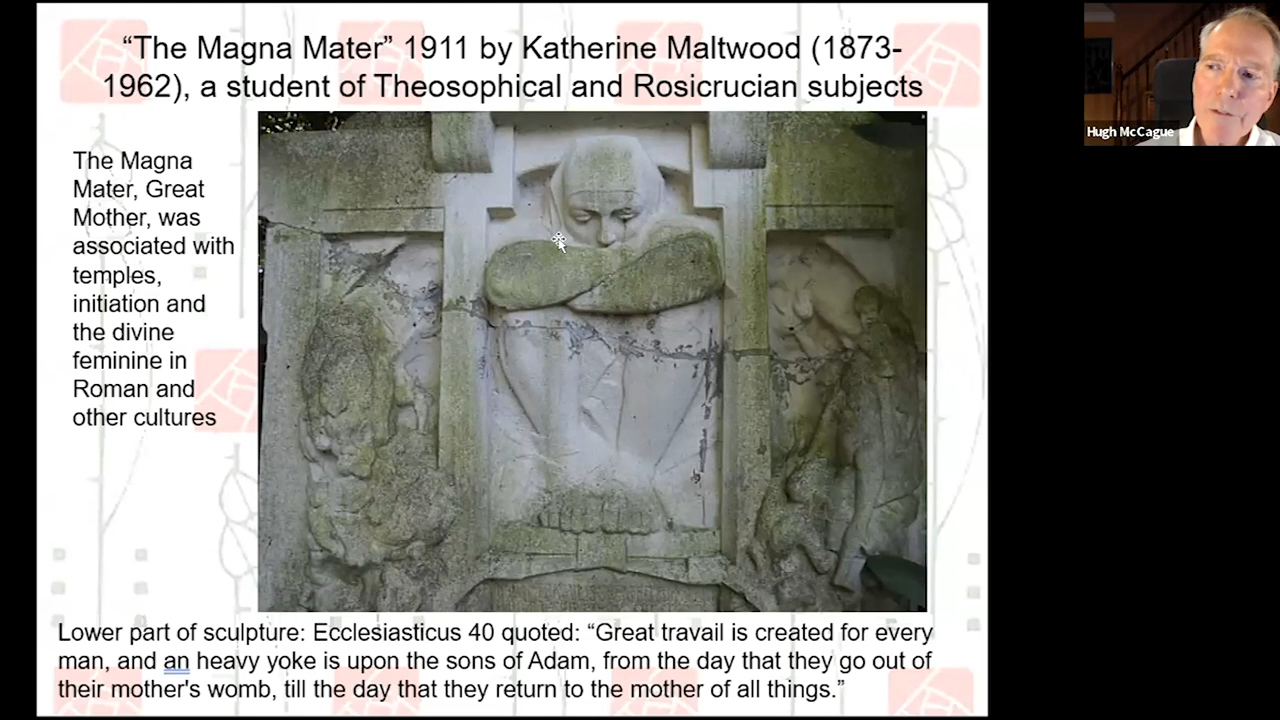 “The Magna Mater” 1911 by Katherine Maltwood (1873-
1962), a student of Theosophical and Rosicrucian subjects
The Magna
Mater, Great
Mother, was
associated with
temples,
initiation and
the divine
feminine in
Roman and
other cultures
Lower part of sculpture: Ecclesiasticus 40 quoted: “Great travail is created for every
man, and an heavy yoke is upon the sons of Adam, from the day that they go out of
their mother's womb, till the day that they return to the mother of all things.”
Hugh McCague